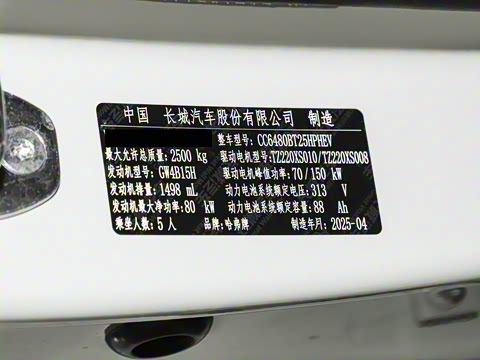 中国 长城汽车股份有限公司 制造
整车型号: CC6480BT25HPHEV
最大允许总质量: 2500 kg 驱动电机型号: TZ220XS010/TZ220XS008
发动机型号: GW4B15H 驱动电机峰值功率: 70/150 kW
发动机排量: 1498 mL 动力电池系统额定电压: 313 V
发动机最大净功率: 80 kW 动力电池系统额定容量: 88 Ah
乘坐人数: 5 人 品牌: 哈弗牌 制造年月: 2025-04